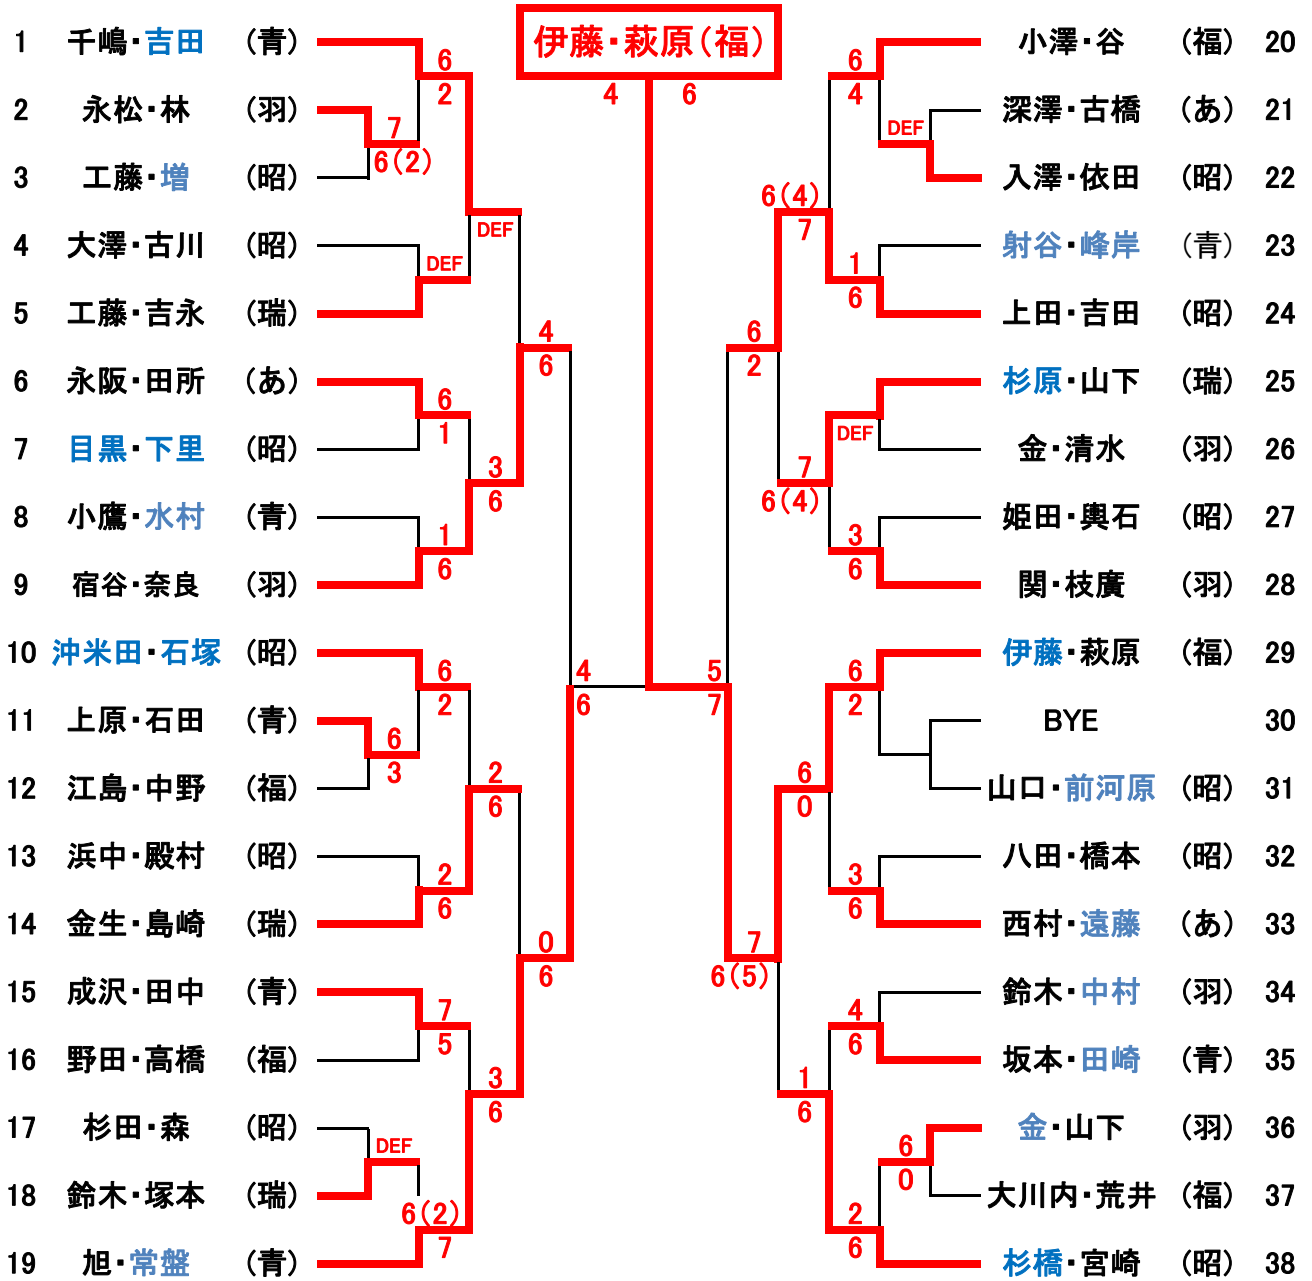 伊藤・萩原（福）
4 6
1 千嶋・吉田 （青）
2 永松・林 （羽）
3 工藤・増 （昭）
4 大澤・古川 （昭）
5 工藤・吉永 （瑞）
6 永阪・田所 （あ）
7 目黒・下里 （昭）
8 小鷹・水村 （青）
9 宿谷・奈良 （羽）
10 沖米田・石塚 （昭）
11 上原・石田 （青）
12 江島・中野 （福）
13 浜中・殿村 （昭）
14 金生・島崎 （瑞）
15 成沢・田中 （青）
16 野田・高橋 （福）
17 杉田・森 （昭）
18 鈴木・塚本 （瑞）
19 旭・常盤 （青）
7
6(2)
6
3
DEF
6
2
DEF
6
1
1
6
6
2
2
6
7
5
6(2)
7
DEF
3
6
2
6
3
6
4
6
0
6
4
6
小澤・谷 （福） 20
深澤・古橋 （あ） 21
入澤・依田 （昭） 22
射谷・峰岸 （青） 23
上田・吉田 （昭） 24
杉原・山下 （瑞） 25
金・清水 （羽） 26
姫田・輿石 （昭） 27
関・枝廣 （羽） 28
伊藤・萩原 （福） 29
BYE 30
山口・前河原 （昭） 31
八田・橋本 （昭） 32
西村・遠藤 （あ） 33
鈴木・中村 （羽） 34
坂本・田崎 （青） 35
金・山下 （羽） 36
大川内・荒井 （福） 37
杉橋・宮崎 （昭） 38
DEF
6
0
6
4
1
6
DEF
3
6
6
2
3
6
4
6
2
6
6(4)
7
7
6(4)
6
0
1
6
6
2
7
6(5)
5
7